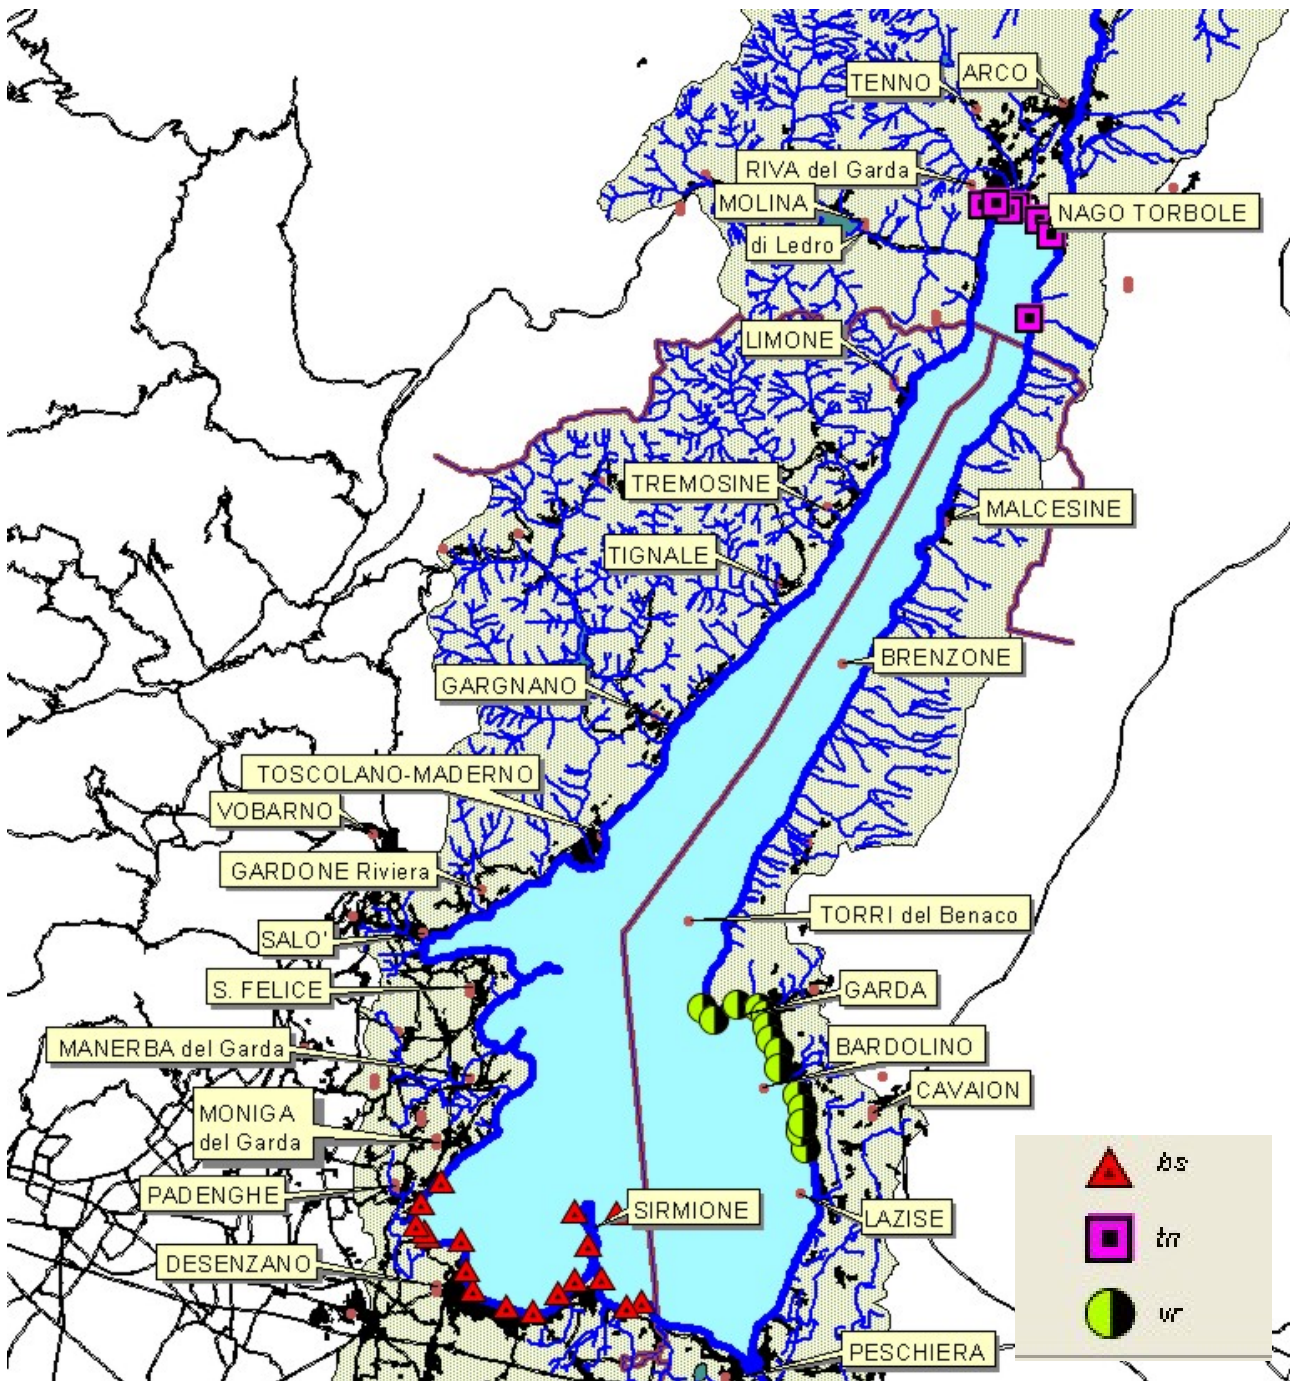 ARCO
TENNO
RIVA del Garda
MOLINA
NAGO TORBOLE
di Ledro
LIMONE
TREMOSINE
MALCESINE
TIGNALE
BRENZONE
GARGNANO
TOSCOLANO-MADERNO
VOBARNO
GARDONE Riviera
TORRI del Benaco
SALO'
S. FELICE
GARDA
MANERBA del Garda
BARDOLINO
CAVAION
MONIGA
del Garda
bs
PADENGHE
SIRMIONE
LAZISE
tn
DESENZANO
vr
PESCHIERA